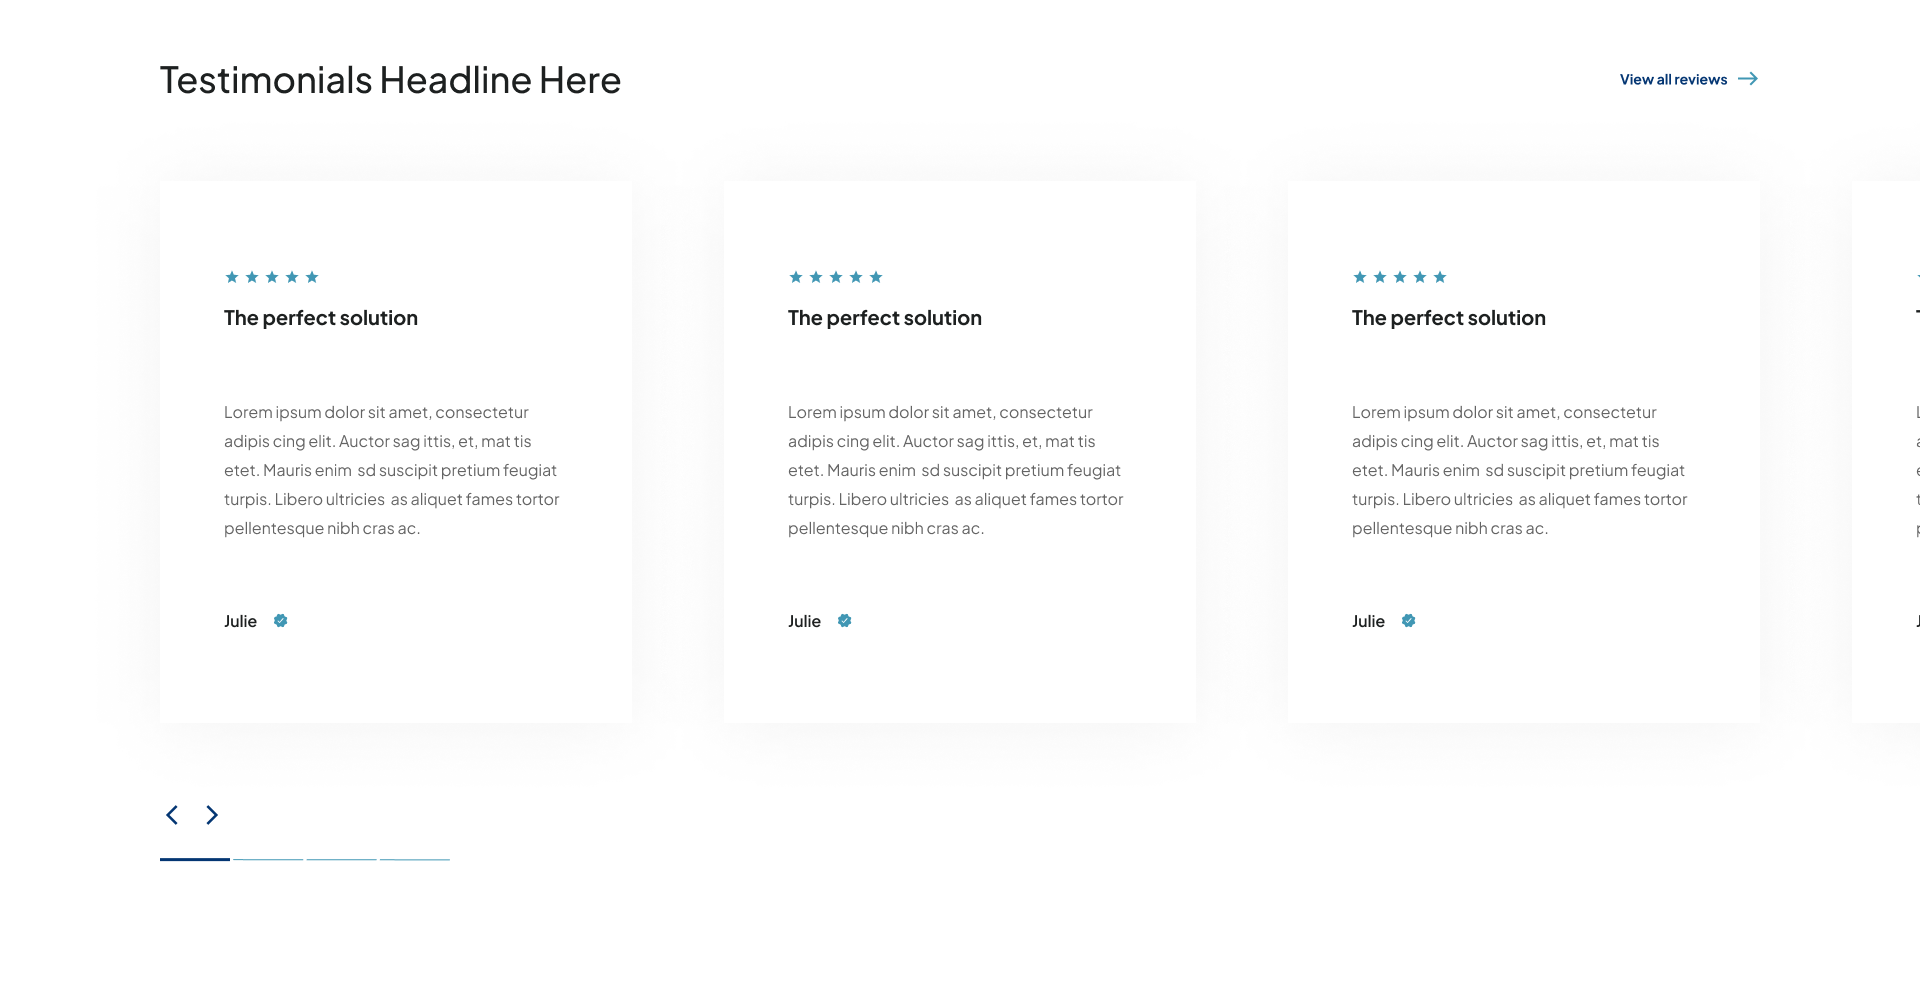 Testimonials Headline Here
View all reviews
The perfect solution
Lorem ipsum dolor sit amet, consectetur
adipis cing elit. Auctor sag ittis, et, mat tis
etet. Mauris enim  sd suscipit pretium feugiat
turpis. Libero ultricies  as aliquet fames tortor
pellentesque nibh cras ac.
Julie
The perfect solution
Lorem ipsum dolor sit amet, consectetur
adipis cing elit. Auctor sag ittis, et, mat tis
etet. Mauris enim  sd suscipit pretium feugiat
turpis. Libero ultricies  as aliquet fames tortor
pellentesque nibh cras ac.
Julie
The perfect solution
Lorem ipsum dolor sit amet, consectetur
adipis cing elit. Auctor sag ittis, et, mat tis
etet. Mauris enim  sd suscipit pretium feugiat
turpis. Libero ultricies  as aliquet fames tortor
pellentesque nibh cras ac.
Julie